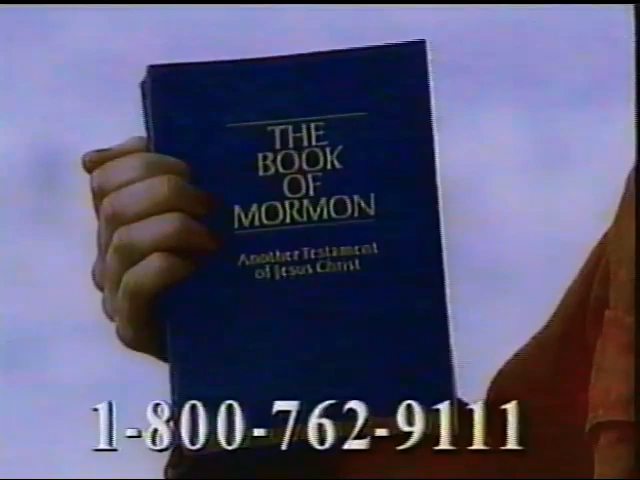 THE
BOOK
OF
MORMON
Another Testament
of Jesus Christ
1-800-762-9111